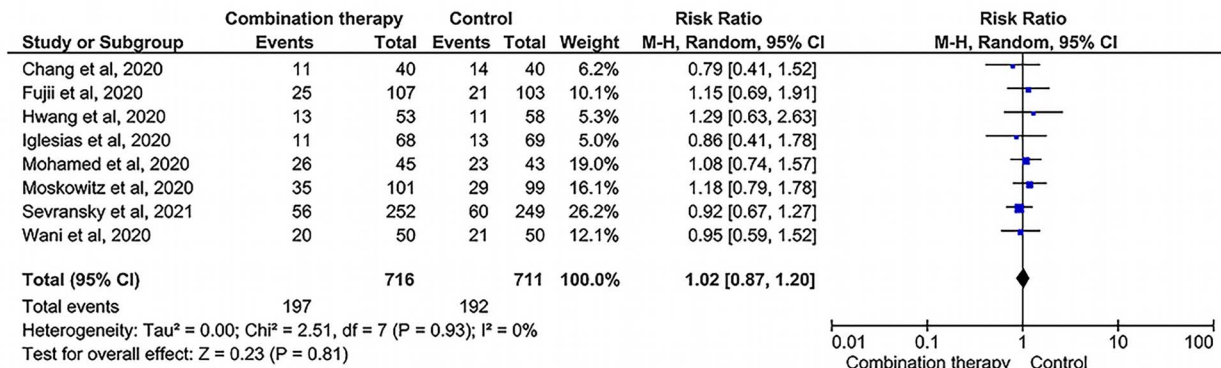 Combination therapy Control Risk Ratio Risk Ratio
Study or Subgroup Events Total Events Total Weight M-H, Random, 95% CI M-H, Random, 95% CI
Chang et al, 2020 11 40 14 40 6.2% 0.79 [0.41, 1.52]
Fujii et al, 2020 25 107 21 103 10.1% 1.15 [0.69, 1.91]
Hwang et al, 2020 13 53 11 58 5.3% 1.29 [0.63, 2.63]
Iglesias et al, 2020 11 68 13 69 5.0% 0.86 [0.41, 1.78]
Mohamed et al, 2020 26 45 23 43 19.0% 1.08 [0.74, 1.57]
Moskowitz et al, 2020 35 101 29 99 16.1% 1.18 [0.79, 1.78]
Sevransky et al, 2021 56 252 60 249 26.2% 0.92 [0.67, 1.27]
Wani et al, 2020 20 50 21 50 12.1% 0.95 [0.59, 1.52]
Total (95% CI) 716 711 100.0% 1.02 [0.87, 1.20]
Total events 197 192
Heterogeneity: Tau² = 0.00; Chi² = 2.51, df = 7 (P = 0.93); I² = 0%
Test for overall effect: Z = 0.23 (P = 0.81)
0.01 0.1 1 10 100
Combination therapy Control